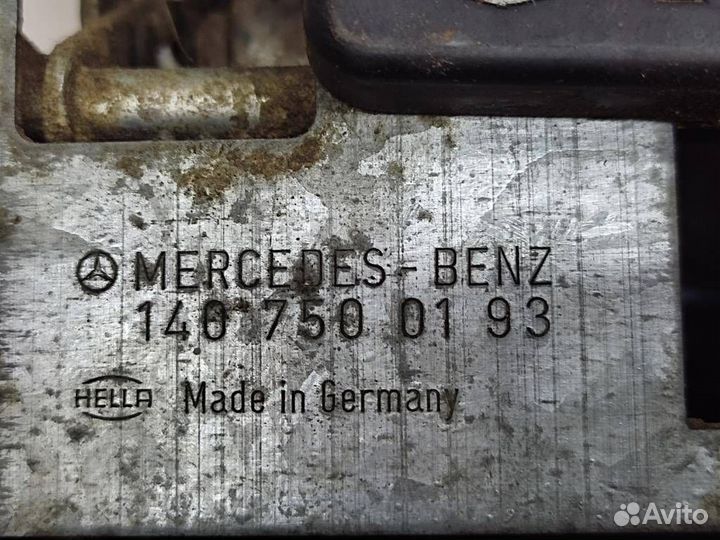 MERCEDES-BENZ
140 750 01 93
HELLA Made in Germany
Avito